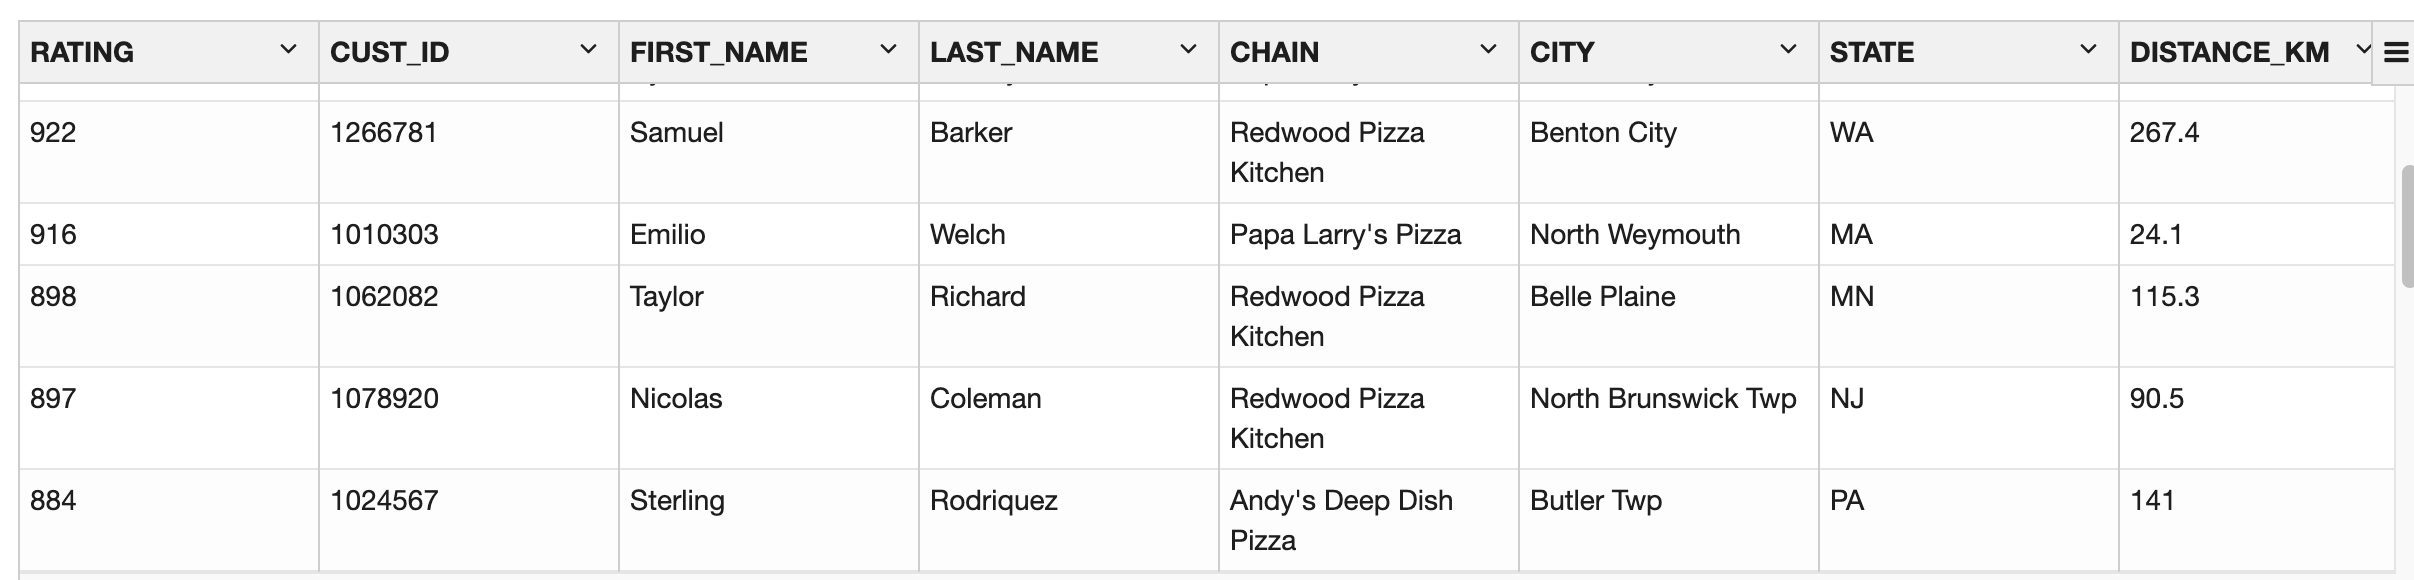 RATING CUST_ID FIRST_NAME LAST_NAME CHAIN CITY STATE DISTANCE_KM
922 1266781 Samuel Barker Redwood Pizza Benton City WA 267.4
Kitchen
916 1010303 Emilio Welch Papa Larry's Pizza North Weymouth MA 24.1
898 1062082 Taylor Richard Redwood Pizza Belle Plaine MN 115.3
Kitchen
897 1078920 Nicolas Coleman Redwood Pizza North Brunswick Twp NJ 90.5
Kitchen
884 1024567 Sterling Rodriquez Andy's Deep Dish Butler Twp PA 141
Pizza